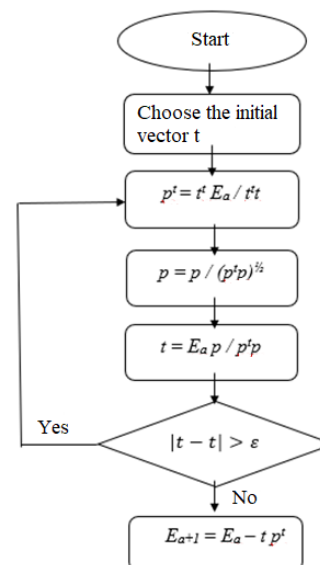 Start
Choose the initial
vector t
pᵗ = tᵗ Eₐ / tᵗt
p = p / (pᵗp)^½
t = Eₐ p / pᵗp
Yes
|t − t| > ε
No
Eₐ₊₁ = Eₐ − t pᵗ